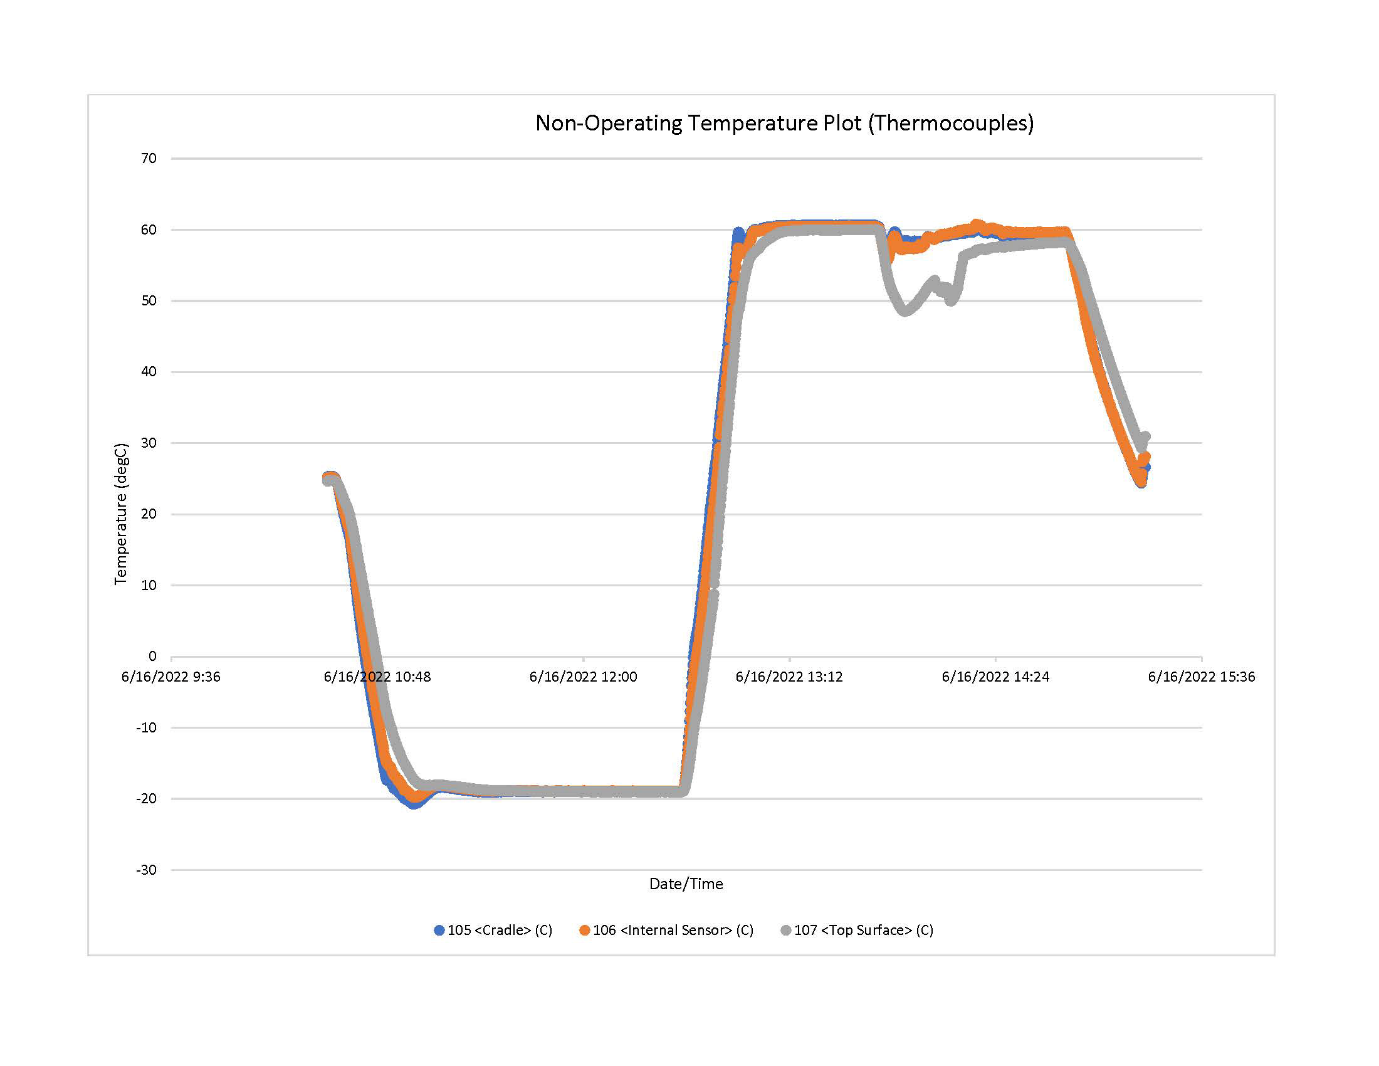 Non-Operating Temperature Plot (Thermocouples)
70
60
50
40
30
20
10
0
-10
-20
-30
Temperature (degC)
6/16/2022 9:36
6/16/2022 10:48
6/16/2022 12:00
6/16/2022 13:12
6/16/2022 14:24
6/16/2022 15:36
Date/Time
105 <Cradle> (C)
106 <Internal Sensor> (C)
107 <Top Surface> (C)